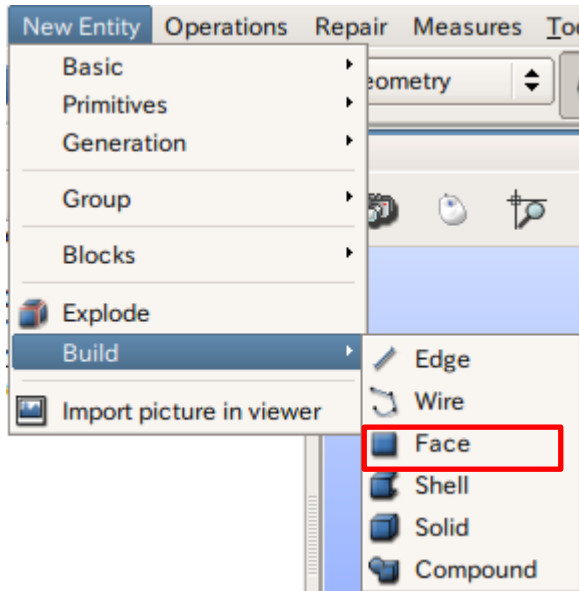 New Entity Operations Repair Measures
Basic
Primitives
Generation
Group
Blocks
Explode
Build
Import picture in viewer
Edge
Wire
Face
Shell
Solid
Compound